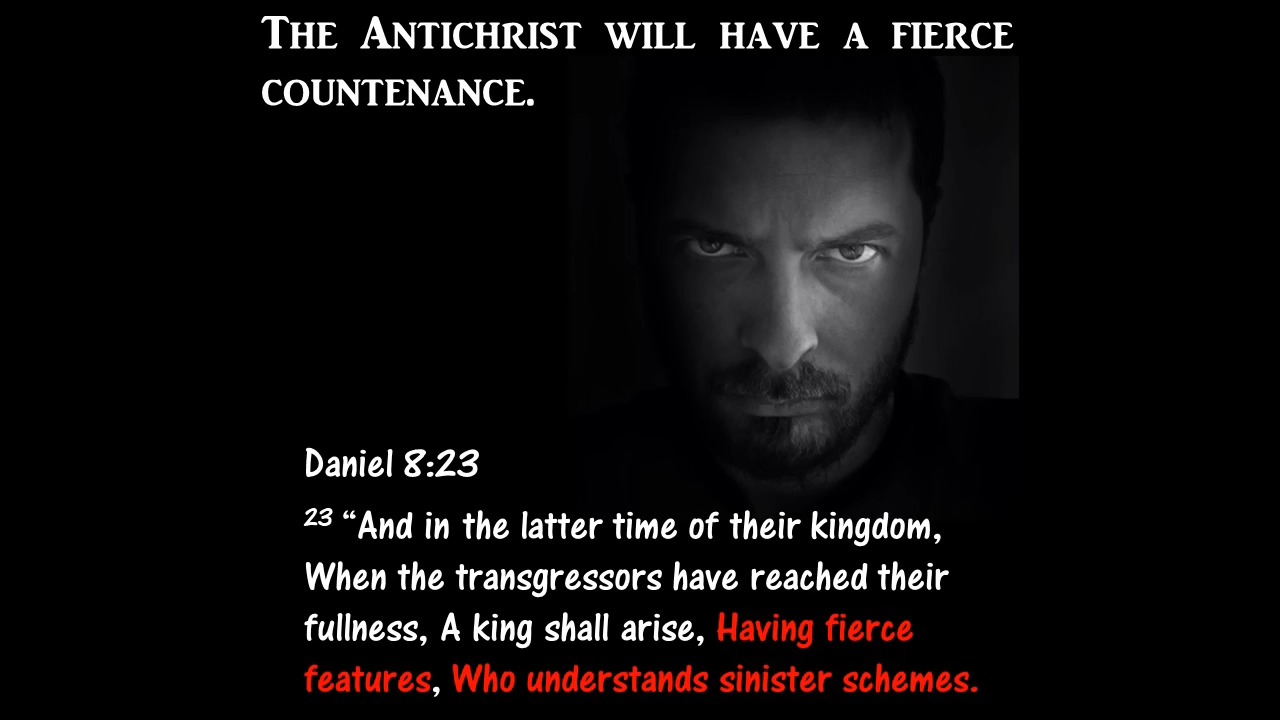 The Antichrist will have a fierce
countenance.
Daniel 8:23
23 “And in the latter time of their kingdom,
When the transgressors have reached their
fullness, A king shall arise, Having fierce
features, Who understands sinister schemes.